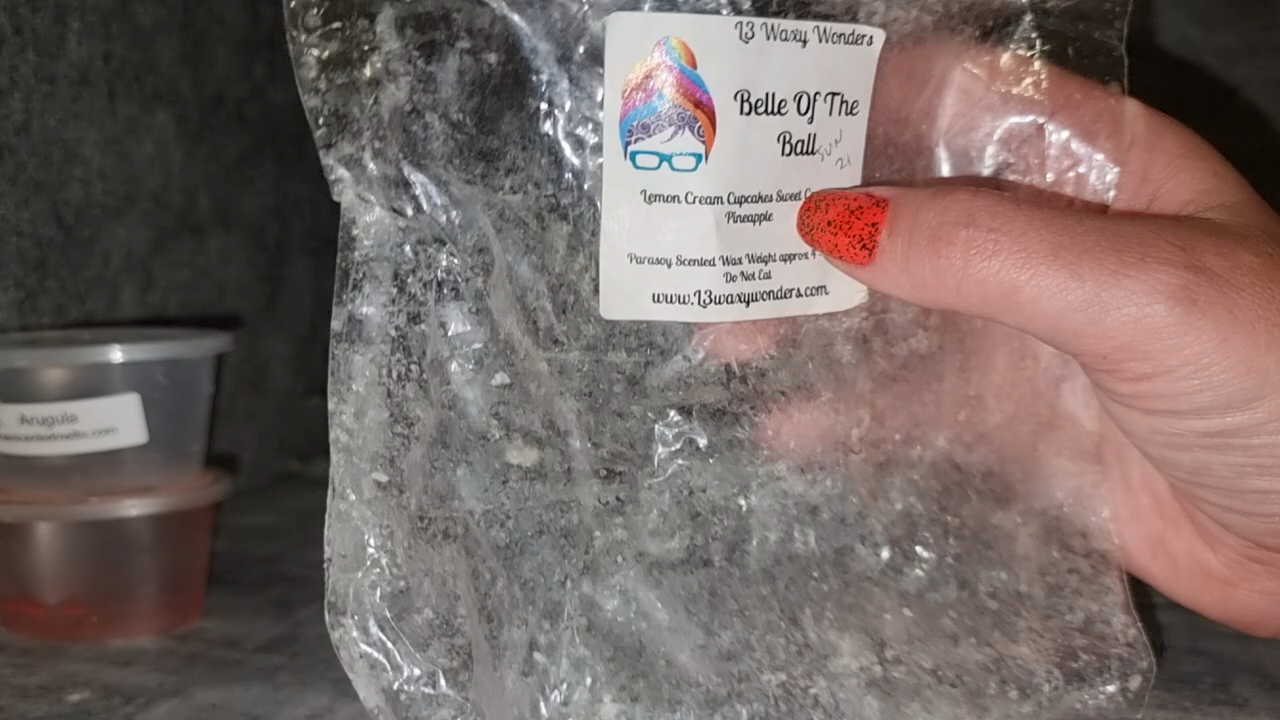 L3 Waxy Wonders
Belle Of The
Ball
SUN
21
Lemon Cream Cupcakes Sweet
Pineapple
Parasoy Scented Wax Weight approx 4
Do Not Eat
www.L3waxywonders.com
Arugula